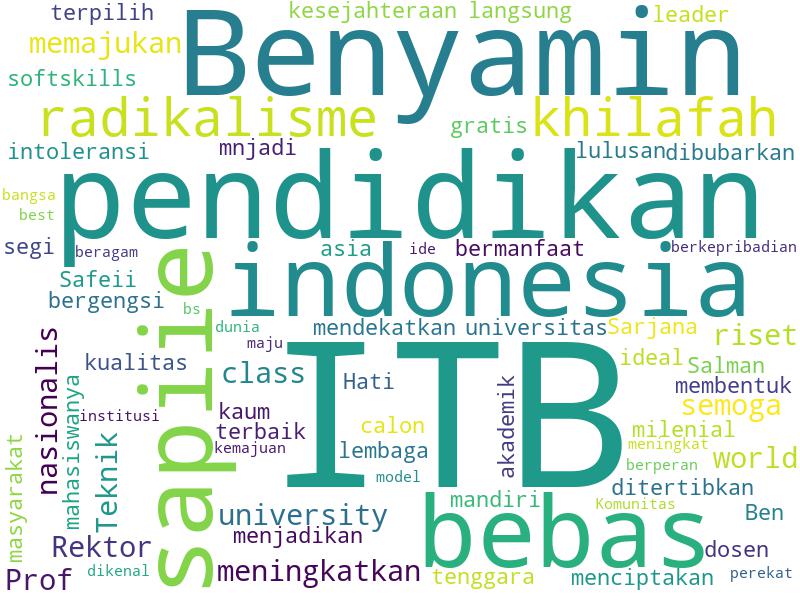 terpilih
kesejahteraan langsung
leader
memajukan
Benyamin
softskills
radikalisme
gratis
khilafah
intoleransi
mnjadi
lulusan
dibubarkan
bangsa
best
pendidikan
segi
beragam
asia
ide
bermanfaat
berkepribadian
Safeii
bergengsi
sapiie
indonesia
bs
dunia
maju
mendekatkan
universitas
Sarjana
riset
nasionalis
kualitas
class
ITB
Hati
ideal
Salman
membentuk
semoga
mahasiswanya
institusi
kaum
terbaik
kemajuan
calon
lembaga
model
akademik
milenial
meningkat
berperan
world
masyarakat
Teknik
ditertibkan
university
menjadikan
mandiri
Komunitas
Ben
bebas
Rektor
dosen
Prof
dikenal
meningkatkan
tenggara
menciptakan
perekat